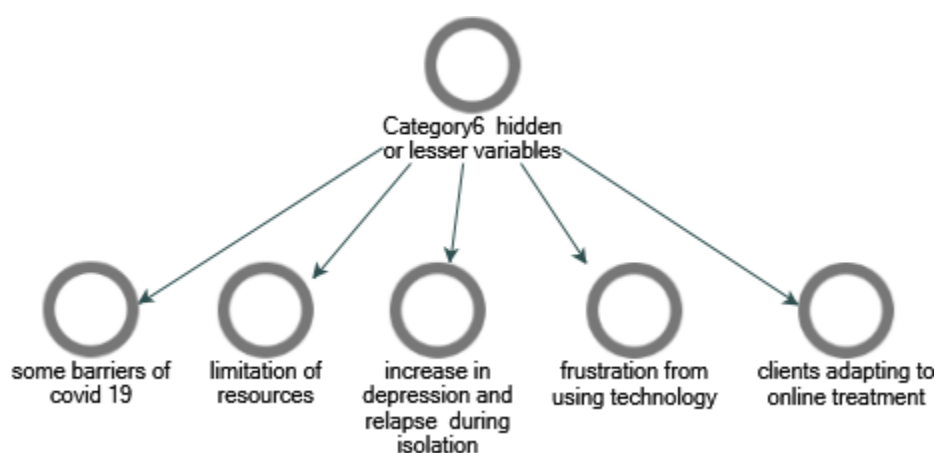 Category6 hidden
or lesser variables
some barriers of
covid 19
limitation of
resources
increase in
depression and
relapse during
isolation
frustration from
using technology
clients adapting to
online treatment